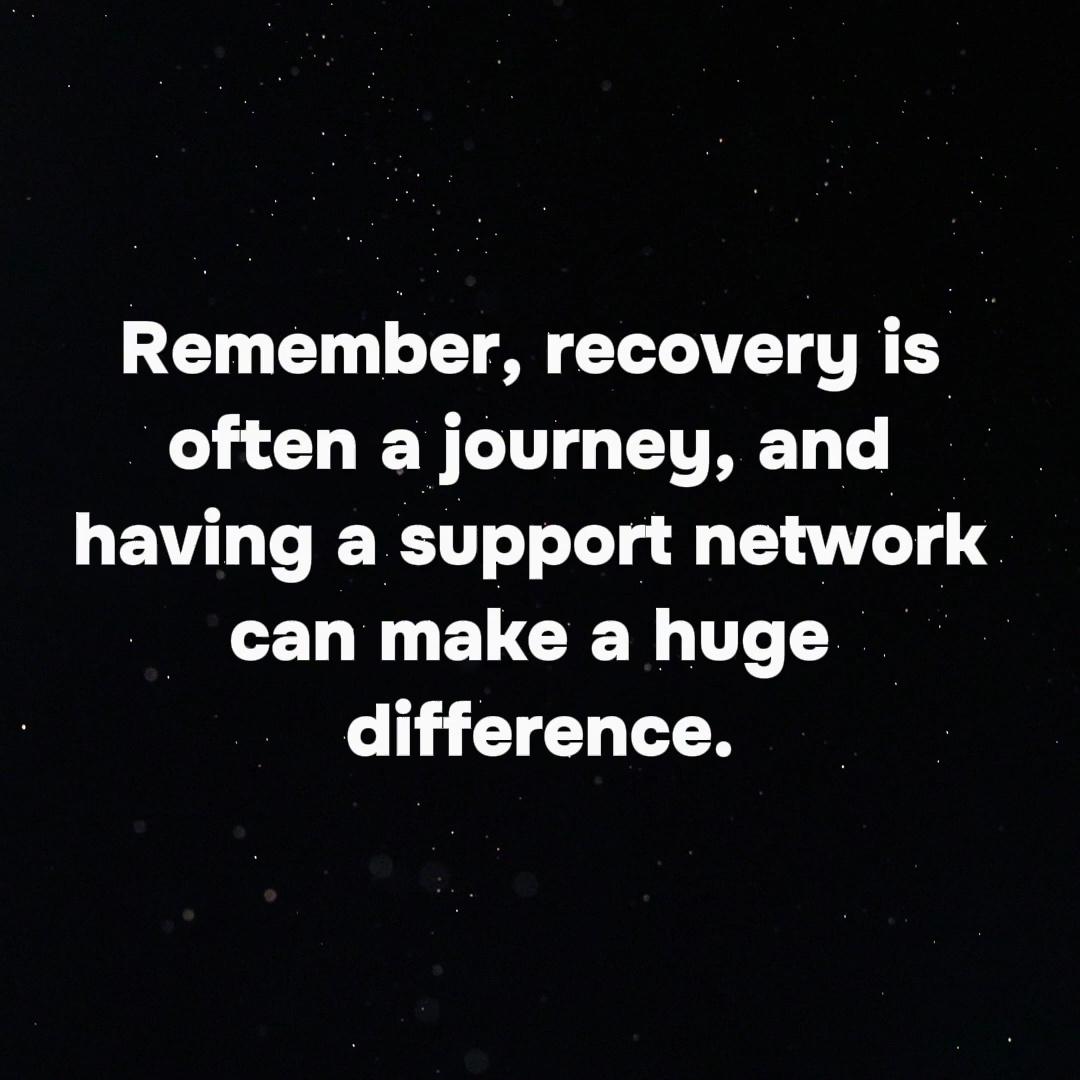 Remember, recovery is
often a journey, and
having a support network
can make a huge
difference.